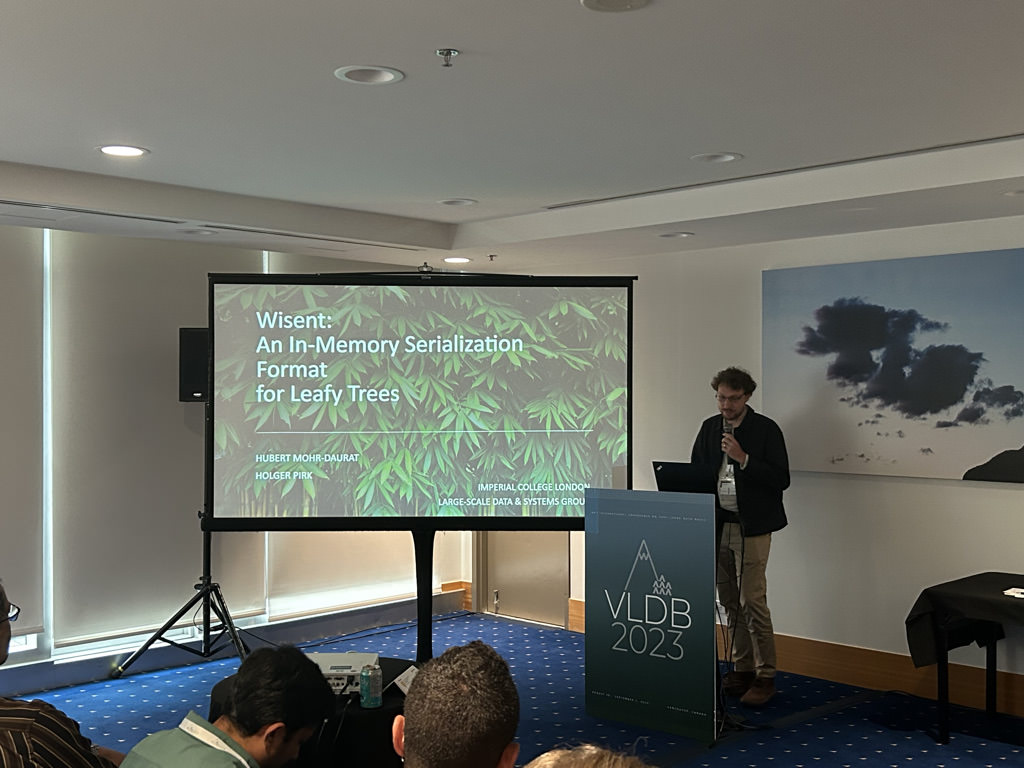 Wisent:
An In-Memory Serialization
Format
for Leafy Trees
HUBERT MOHR-DAURAT
HOLGER PIRK
IMPERIAL COLLEGE LONDON
LARGE-SCALE DATA & SYSTEMS GROU
VLDB
2023